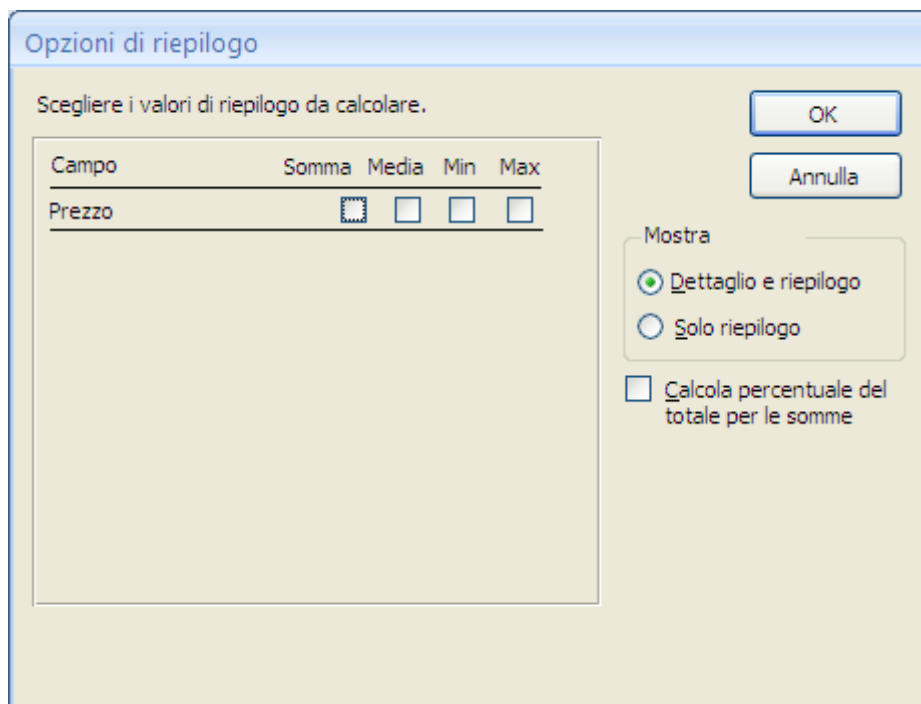 Opzioni di riepilogo
Scegliere i valori di riepilogo da calcolare.
Campo Somma Media Min Max
Prezzo
OK
Annulla
Mostra
Dettaglio e riepilogo
Solo riepilogo
Calcola percentuale del
totale per le somme